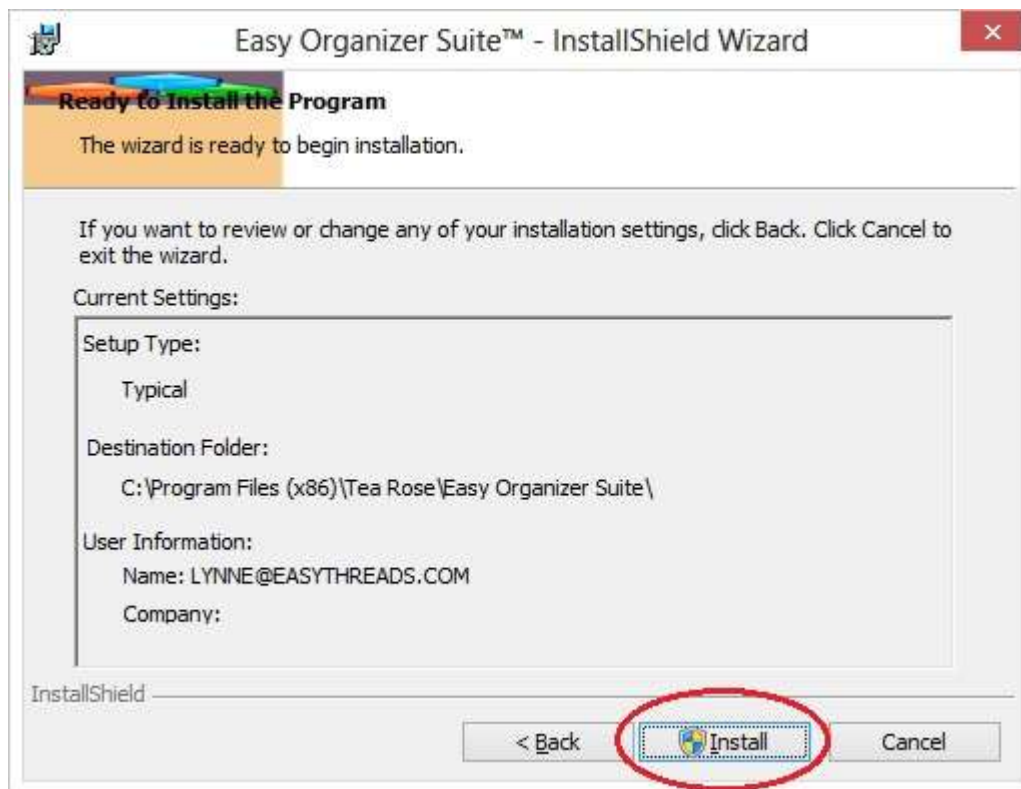 Easy Organizer Suite™ - InstallShield Wizard
Ready to Install the Program
The wizard is ready to begin installation.
If you want to review or change any of your installation settings, click Back. Click Cancel to
exit the wizard.
Current Settings:
Setup Type:
Typical
Destination Folder:
C:\Program Files (x86)\Tea Rose\Easy Organizer Suite\
User Information:
Name: LYNNE@EASYTHREADS.COM
Company:
InstallShield
< Back Install Cancel